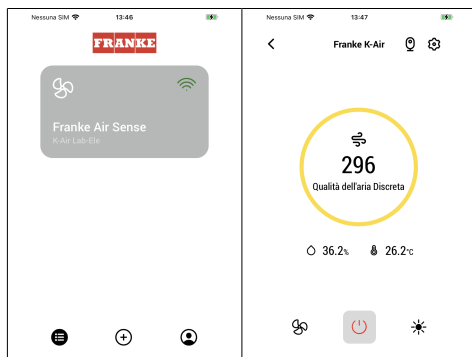 Nessuna SIM 13:46
FRANKE
Franke Air Sense
K-Air Lab-Ele
Nessuna SIM 13:47
Franke K-Air
296
Qualità dell'aria Discreta
36.2% 26.2°C